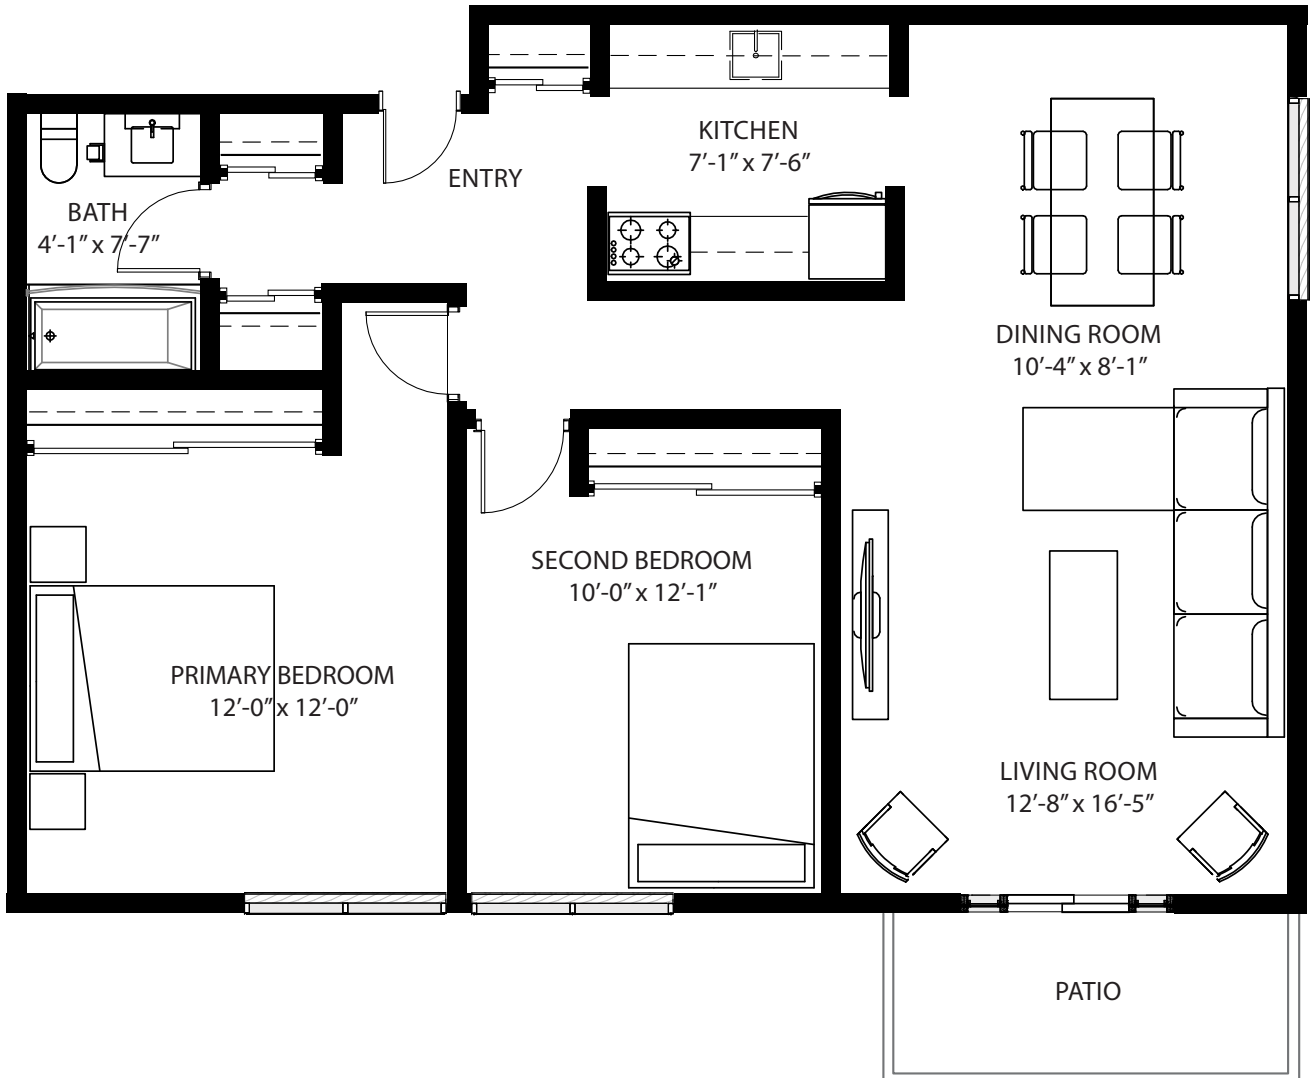 KITCHEN
7’-1” x 7’-6”
ENTRY
BATH
4’-1” x 7’-7”
DINING ROOM
10’-4” x 8’-1”
SECOND BEDROOM
10’-0” x 12’-1”
PRIMARY BEDROOM
12’-0” x 12’-0”
LIVING ROOM
12’-8” x 16’-5”
PATIO